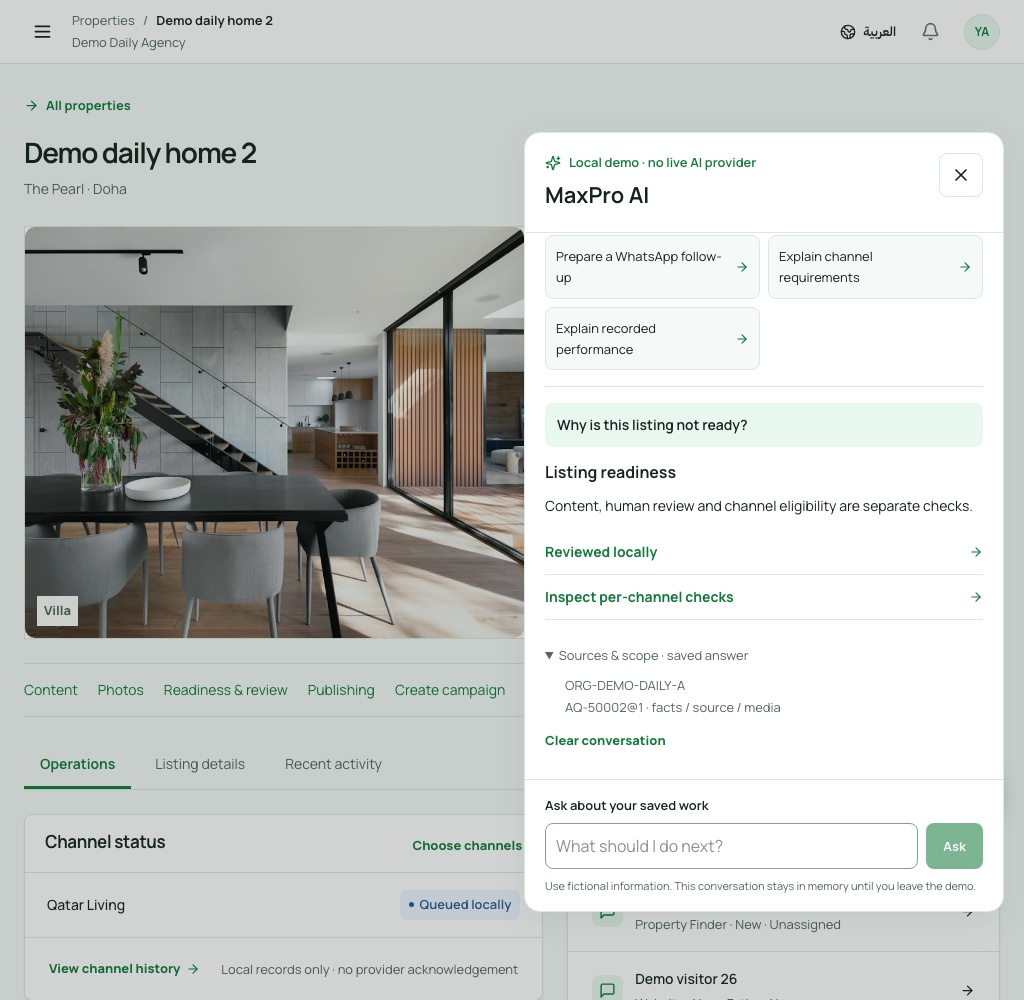 Properties / Demo daily home 2
Demo Daily Agency
العربية
YA
All properties
Demo daily home 2
The Pearl · Doha
Villa
Content Photos Readiness & review Publishing Create campaign
Operations Listing details Recent activity
Channel status
Choose channels
Qatar Living
Queued locally
View channel history
Local records only · no provider acknowledgement
Local demo · no live AI provider
MaxPro AI
Prepare a WhatsApp follow-
up
Explain channel
requirements
Explain recorded
performance
Why is this listing not ready?
Listing readiness
Content, human review and channel eligibility are separate checks.
Reviewed locally
Inspect per-channel checks
Sources & scope · saved answer
ORG-DEMO-DAILY-A
AQ-50002@1 · facts / source / media
Clear conversation
Ask about your saved work
What should I do next?
Ask
Use fictional information. This conversation stays in memory until you leave the demo.
Property Finder · New · Unassigned
Demo visitor 26